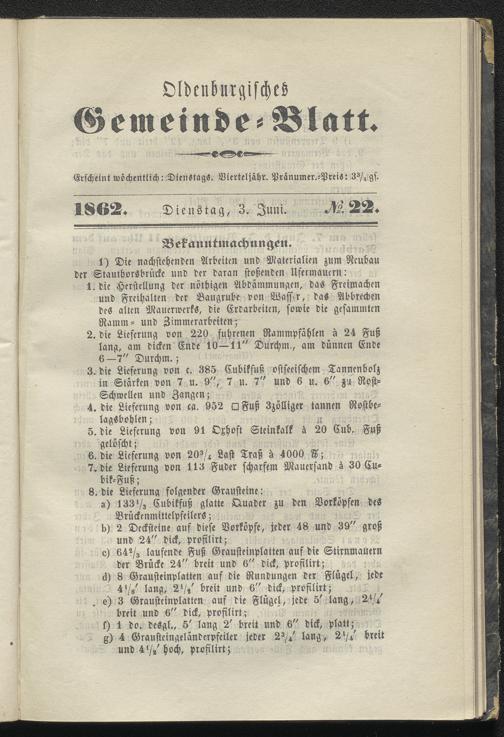 Oldenburgisches
Gemeinde-Blatt.
Erscheint wöchentlich: Dienstags. Vierteljähr. Pränumer.-Preis: 3¾ gs.
1862. Dienstag, 3. Juni. № 22.
Bekanntmachungen.
1) Die nachstehenden Arbeiten und Materialien zum Neubau
der Stauthorsbrücke und der daran stoßenden Ufermauern:
1. die Herstellung der nöthigen Abdämmungen, das Freimachen
und Freihalten der Baugrube von Wasser, das Abbrechen
des alten Mauerwerks, die Erdarbeiten, sowie die gesammten
Ramm- und Zimmerarbeiten;
2. die Lieferung von 220 fuhrenen Rammpfählen à 24 Fuß
lang, am dicken Ende 10—11″ Durchm., am dünnen Ende
6—7″ Durchm.;
3. die Lieferung von c. 385 Cubikfuß ostseeischem Tannenholz
in Stärken von 7 u. 9″, 7 u. 7″ und 6 u. 6″ zu Rost-
Schwellen und Zangen;
4. die Lieferung von ca. 952 □Fuß 3zölliger tannen Rostbe-
lagsbohlen;
5. die Lieferung von 91 Oxhoft Steinkalk à 20 Cub. Fuß
gelöscht;
6. die Lieferung von 20¾ Last Traß à 4000 ℔;
7. die Lieferung von 113 Fuder scharfem Mauersand à 30 Cu-
bik-Fuß;
8. die Lieferung folgender Grausteine:
a) 133⅓ Cubikfuß glatte Quader zu den Vorköpfen des
Brückenmittelpfeilers;
b) 2 Decksteine auf diese Vorköpfe, jeder 48 und 39″ groß
und 24″ dick, profilirt;
c) 64⅔ laufende Fuß Grausteinplatten auf die Stirnmauern
der Brücke 24″ breit und 6″ dick, profilirt;
d) 8 Grausteinplatten auf die Rundungen der Flügel, jede
4½′ lang, 2½′ breit und 6″ dick, profilirt;
e) 3 Grausteinplatten auf die Flügel, jede 5′ lang, 2¼′
breit und 6″ dick, profilirt;
f) 1 do. desgl., 5′ lang 2′ breit und 6″ dick, platt;
g) 4 Grausteingeländerpfeiler jeder 2¾′ lang, 2¼′ breit
und 4½′ hoch, profilirt;